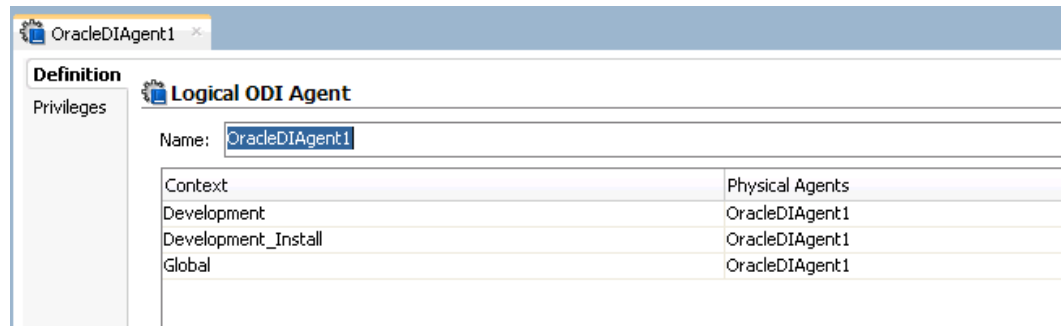 OracleDIAgent1
Definition
Privileges
Logical ODI Agent
Name: OracleDIAgent1
Context Physical Agents
Development OracleDIAgent1
Development_Install OracleDIAgent1
Global OracleDIAgent1